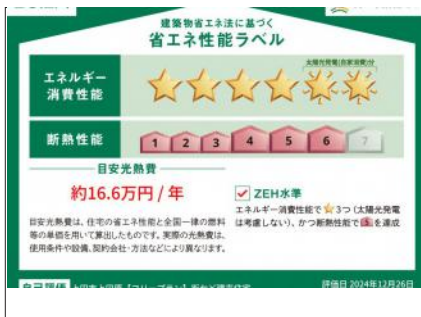 建築物省エネ法に基づく
省エネ性能ラベル
太陽光発電(自家消費)分
エネルギー
消費性能
断熱性能
1 2 3 4 5 6 7
目安光熱費
約16.6万円 / 年
目安光熱費は、住宅の省エネ性能と全国一律の燃料
等の単価を用いて算出したものです。実際の光熱費は、
使用条件や設備、契約会社・方法などにより異なります。
ZEH水準
エネルギー消費性能で 3つ (太陽光発電
は考慮しない)、かつ断熱性能で 5 を達成
評価日 2024年12月26日